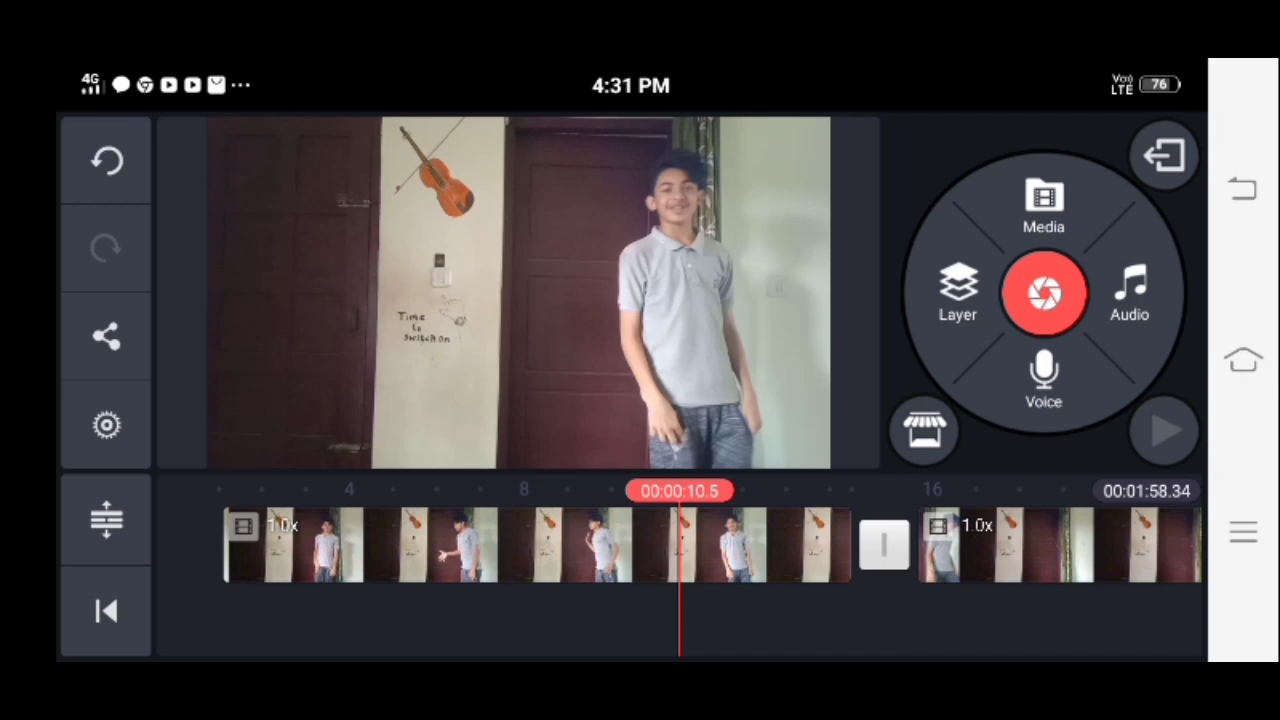 4G
4:31 PM
Vo))
LTE
76
Media
Layer
Audio
Voice
Time
to
switch on
4
8
00:00:10.5
16
00:01:58.34
1.0x
1.0x